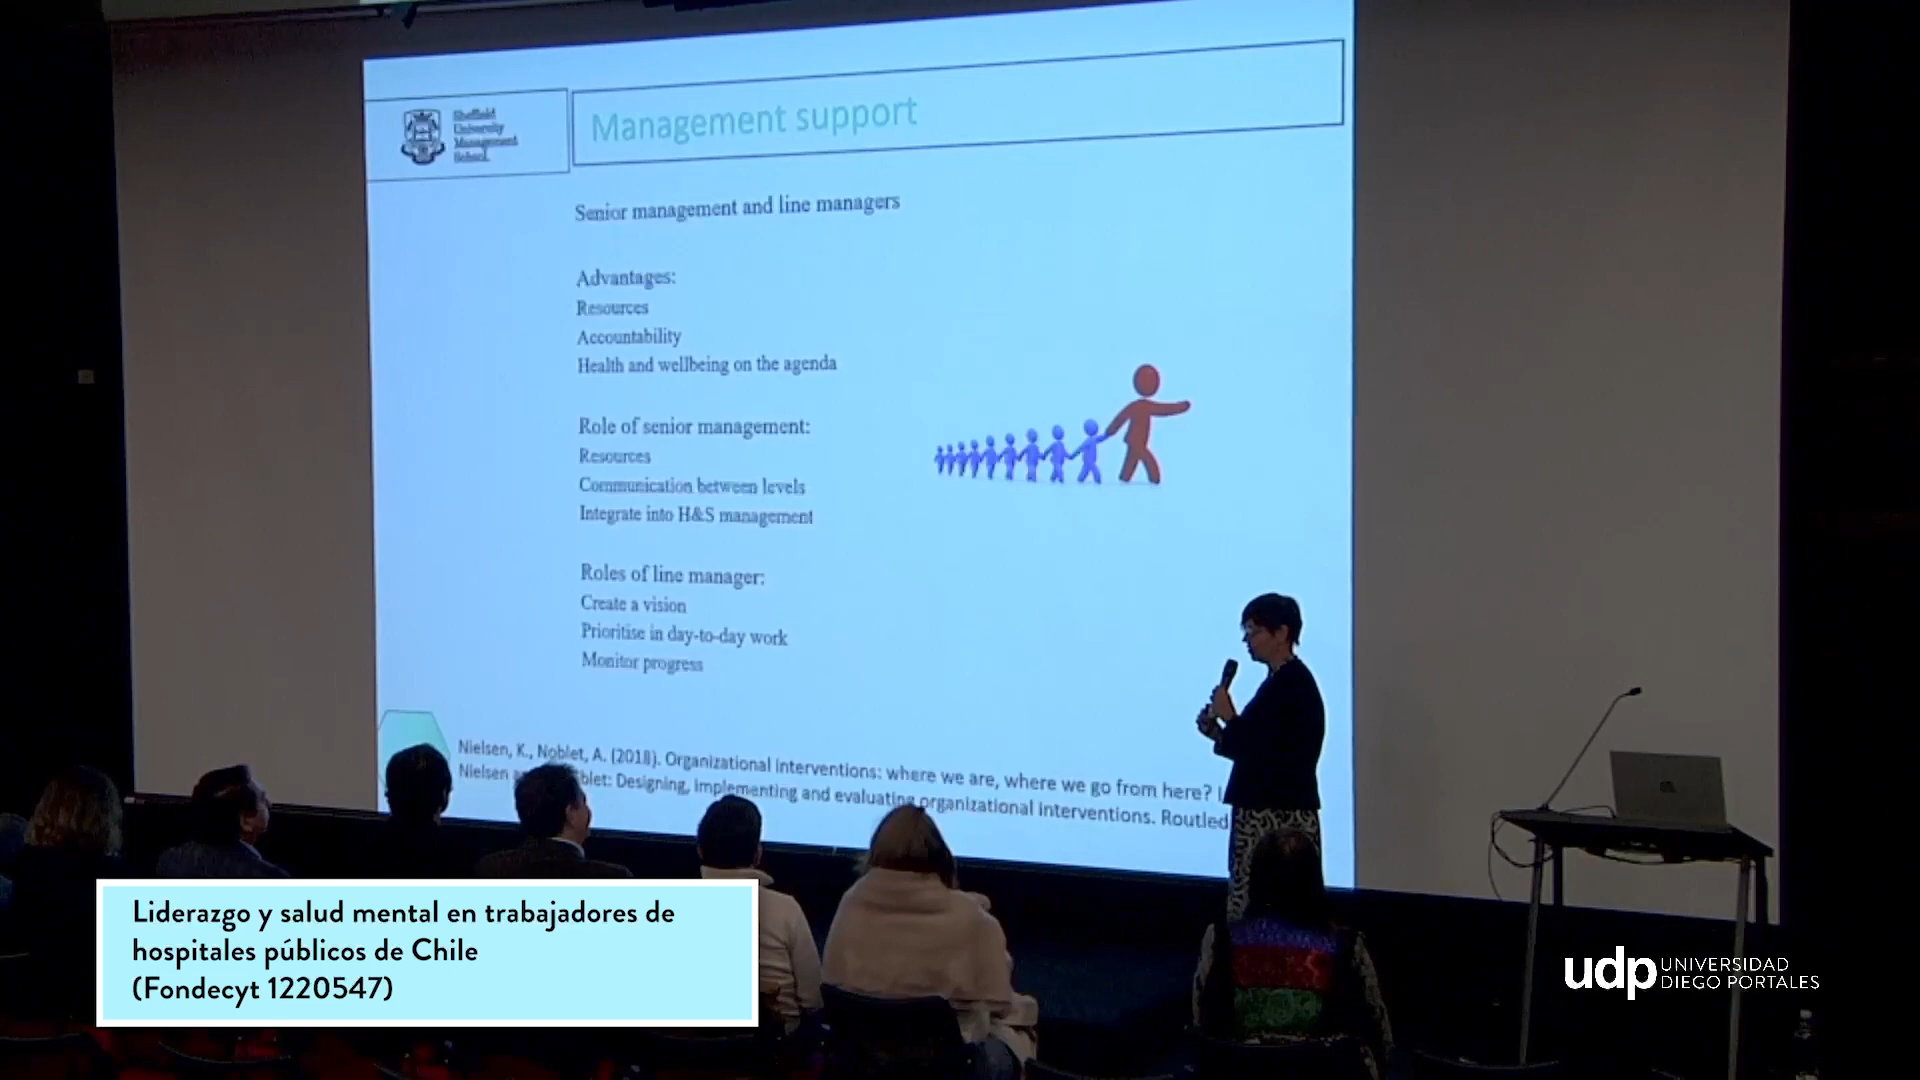 Sheffield
University
Management
School.
Management support
Senior management and line managers
Advantages:
Resources
Accountability
Health and wellbeing on the agenda
Role of senior management:
Resources
Communication between levels
Integrate into H&S management
Roles of line manager:
Create a vision
Prioritise in day-to-day work
Monitor progress
Nielsen, K., Noblet, A. (2018). Organizational interventions: where we are, where we go from here?
Nielsen Designing, implementing and evaluating organizational interventions. Routled
Liderazgo y salud mental en trabajadores de
hospitales públicos de Chile
(Fondecyt 1220547)
udp UNIVERSIDAD
DIEGO PORTALES